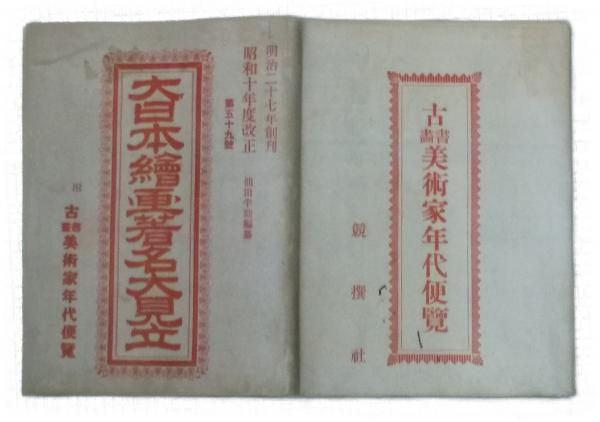 明治二十七年創刊
昭和十年度改正
第五十九號
大日本繪畫著名大見立
附
古書畫美術家年代便覽
古書畫美術家年代便覽
競撰社